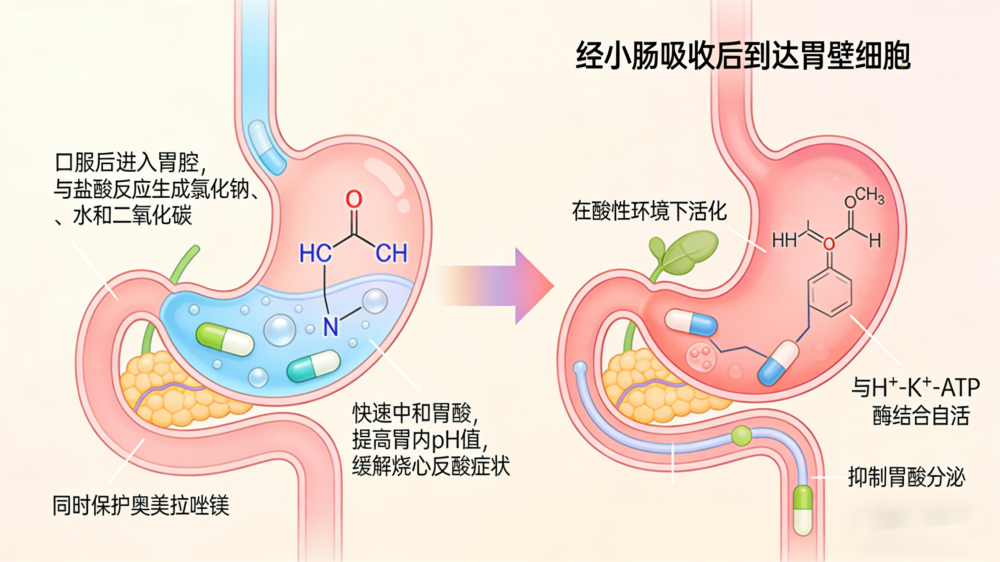 经小肠吸收后到达胃壁细胞
口服后进入胃腔，
与盐酸反应生成氯化钠、
、水和二氧化碳
O
HC
CH
N
快速中和胃酸，
提高胃内pH值，
缓解烧心反酸症状
同时保护奥美拉唑镁
在酸性环境下活化
OCH₃
HH
O
H
与H⁺-K⁺-ATP
酶结合自活
抑制胃酸分泌